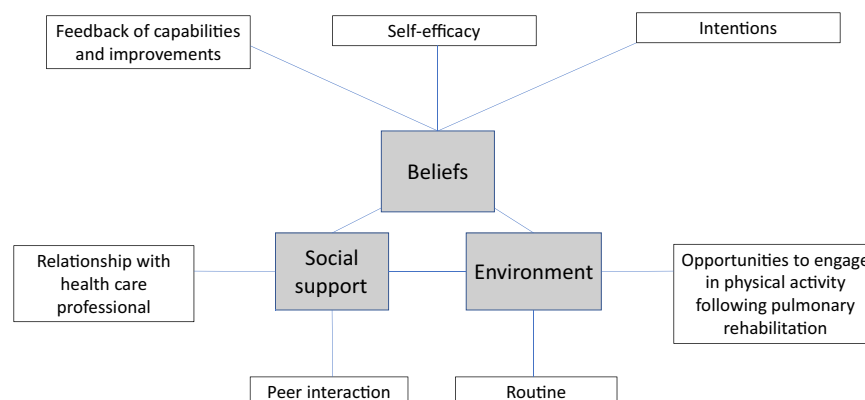 Feedback of capabilities
and improvements
Self-efficacy
Intentions
Beliefs
Relationship with
health care
professional
Social
support
Environment
Opportunities to engage
in physical activity
following pulmonary
rehabilitation
Peer interaction
Routine